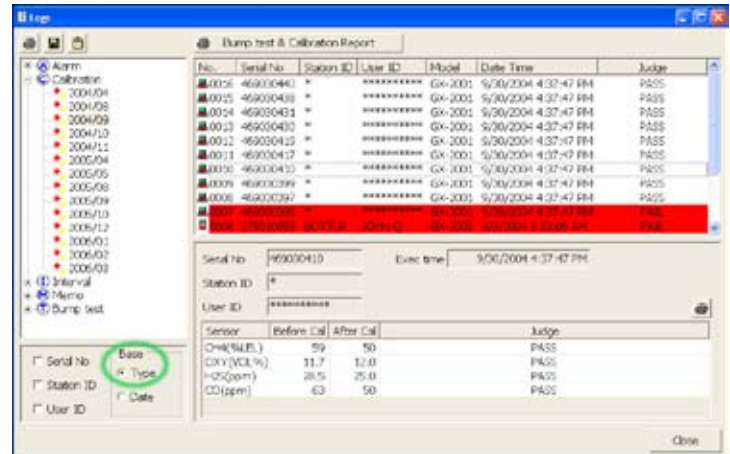 Logs
Bump test & Calibration Report
Alarm
Calibration
2004/04
2004/08
2004/09
2004/10
2004/11
2005/04
2005/05
2005/08
2005/09
2005/10
2005/12
2006/01
2006/02
2006/03
Interval
Memo
Bump test
No. Serial No Station ID User ID Model Date Time Judge
0016 469030440 * ********** GX-2001 9/30/2004 4:37:47 PM PASS
0015 469030438 * ********** GX-2001 9/30/2004 4:37:47 PM PASS
0014 469030431 * ********** GX-2001 9/30/2004 4:37:47 PM PASS
0013 469030430 * ********** GX-2001 9/30/2004 4:37:47 PM PASS
0012 469030419 * ********** GX-2001 9/30/2004 4:37:47 PM PASS
0011 469030417 * ********** GX-2001 9/30/2004 4:37:47 PM PASS
0010 469030410 * ********** GX-2001 9/30/2004 4:37:47 PM PASS
0009 469030399 * ********** GX-2001 9/30/2004 4:37:47 PM PASS
0008 469030397 * ********** GX-2001 9/30/2004 4:37:47 PM PASS
0007 FAIL
Serial No 469030410 Exec time 9/30/2004 4:37:47 PM
Station ID *
User ID **********
Sensor Before Cal After Cal Judge
CH4(%LEL) 59 50 PASS
OXY(VOL%) 11.7 12.0 PASS
H2S(ppm) 28.5 25.0 PASS
CO(ppm) 63 50 PASS
Serial No
Station ID
User ID
Base
Type
Date
Close